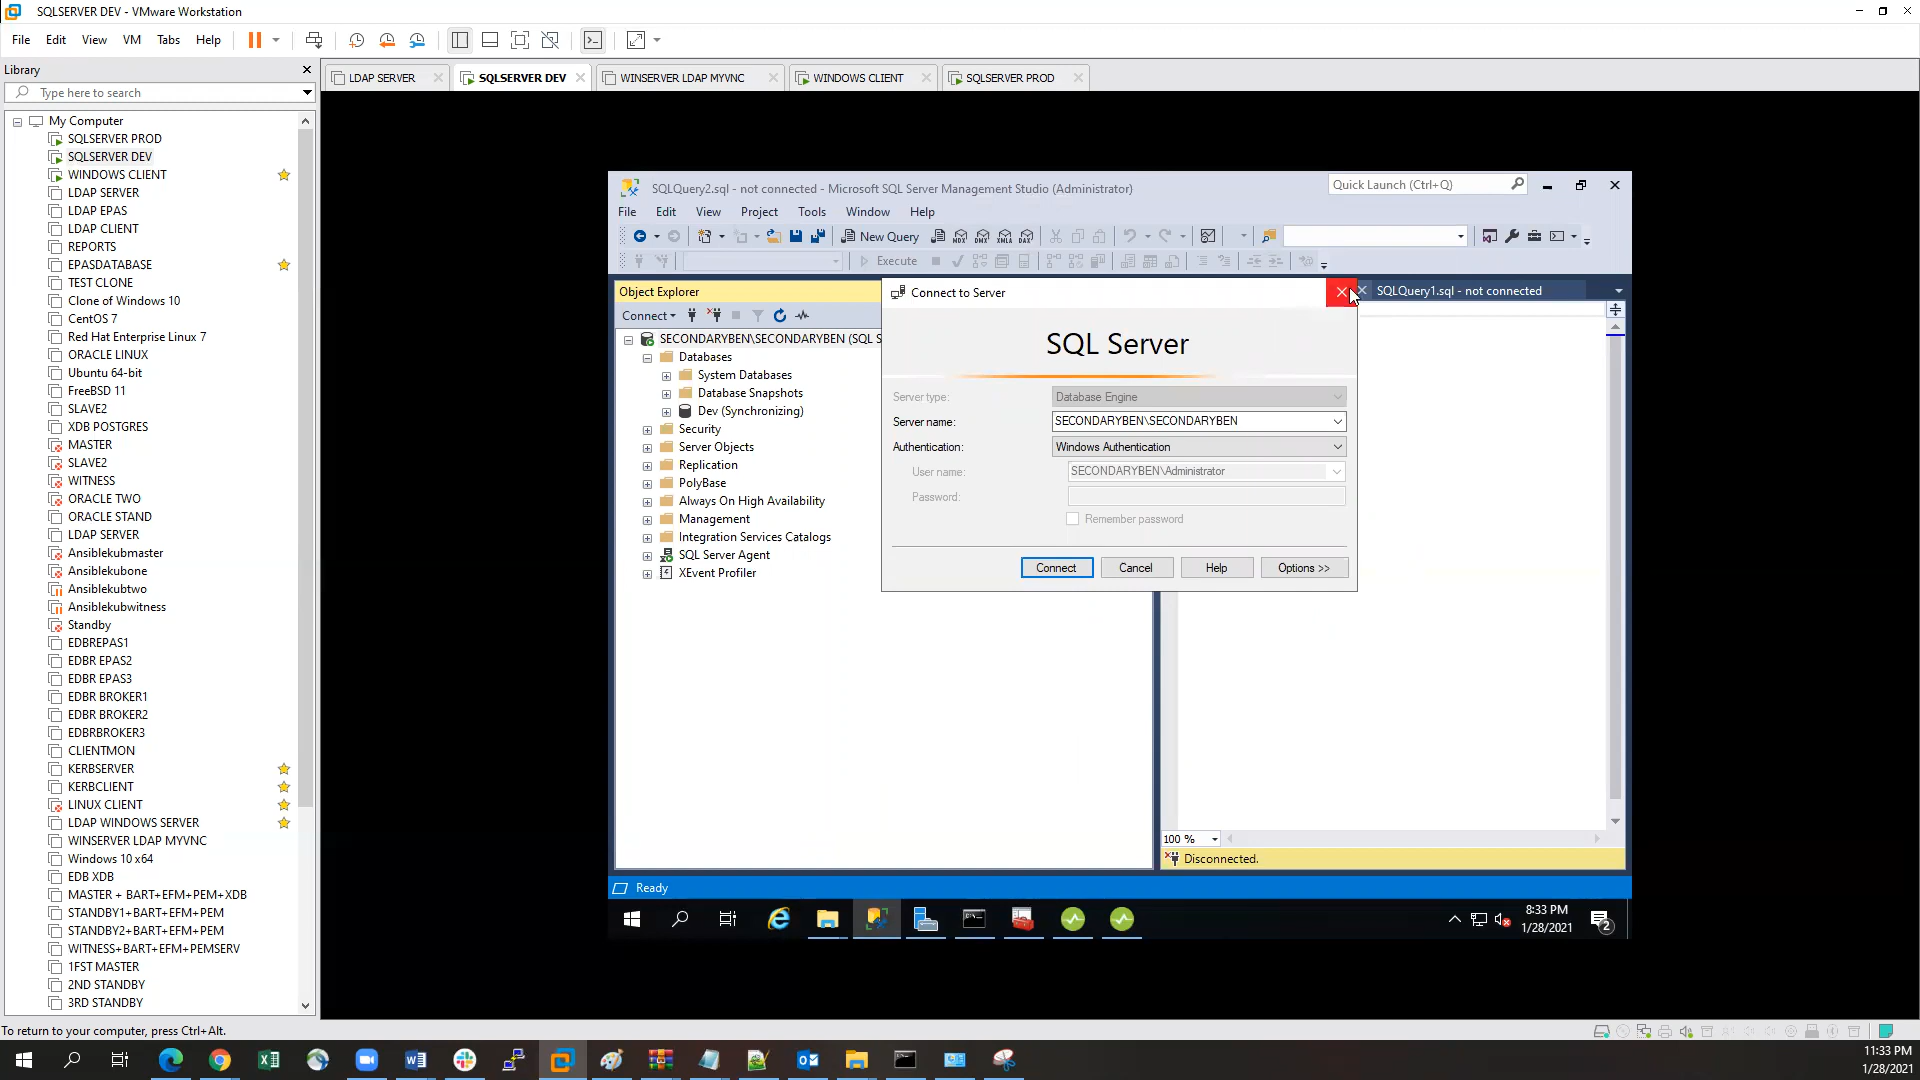 SQLSERVER DEV - VMware Workstation
File Edit View VM Tabs Help
Library
Type here to search
My Computer
SQLSERVER PROD
SQLSERVER DEV
WINDOWS CLIENT
LDAP SERVER
LDAP EPAS
LDAP CLIENT
REPORTS
EPASDATABASE
TEST CLONE
Clone of Windows 10
CentOS 7
Red Hat Enterprise Linux 7
ORACLE LINUX
Ubuntu 64-bit
FreeBSD 11
SLAVE2
XDB POSTGRES
MASTER
SLAVE2
WITNESS
ORACLE TWO
ORACLE STAND
LDAP SERVER
Ansiblekubmaster
Ansiblekubone
Ansiblekubtwo
Ansiblekubwitness
Standby
EDBREPAS1
EDBR EPAS2
EDBR EPAS3
EDBR BROKER1
EDBR BROKER2
EDBRBROKER3
CLIENTMON
KERBSERVER
KERBCLIENT
LINUX CLIENT
LDAP WINDOWS SERVER
WINSERVER LDAP MYVNC
Windows 10 x64
EDB XDB
MASTER + BART+EFM+PEM+XDB
STANDBY1+BART+EFM+PEM
STANDBY2+BART+EFM+PEM
WITNESS+BART+EFM+PEMSERV
1FST MASTER
2ND STANDBY
3RD STANDBY
LDAP SERVER SQLSERVER DEV WINSERVER LDAP MYVNC WINDOWS CLIENT SQLSERVER PROD
SQLQuery2.sql - not connected - Microsoft SQL Server Management Studio (Administrator)
Quick Launch (Ctrl+Q)
File Edit View Project Tools Window Help
New Query MDX DMX XMLA DAX
Execute
Object Explorer
Connect
SECONDARYBEN\SECONDARYBEN (SQL S
Databases
System Databases
Database Snapshots
Dev (Synchronizing)
Security
Server Objects
Replication
PolyBase
Always On High Availability
Management
Integration Services Catalogs
SQL Server Agent
XEvent Profiler
SQLQuery1.sql - not connected
Connect to Server
SQL Server
Server type: Database Engine
Server name: SECONDARYBEN\SECONDARYBEN
Authentication: Windows Authentication
User name: SECONDARYBEN\Administrator
Password:
Remember password
Connect Cancel Help Options >>
100 %
Disconnected.
Ready
8:33 PM
1/28/2021
2
To return to your computer, press Ctrl+Alt.
11:33 PM
1/28/2021